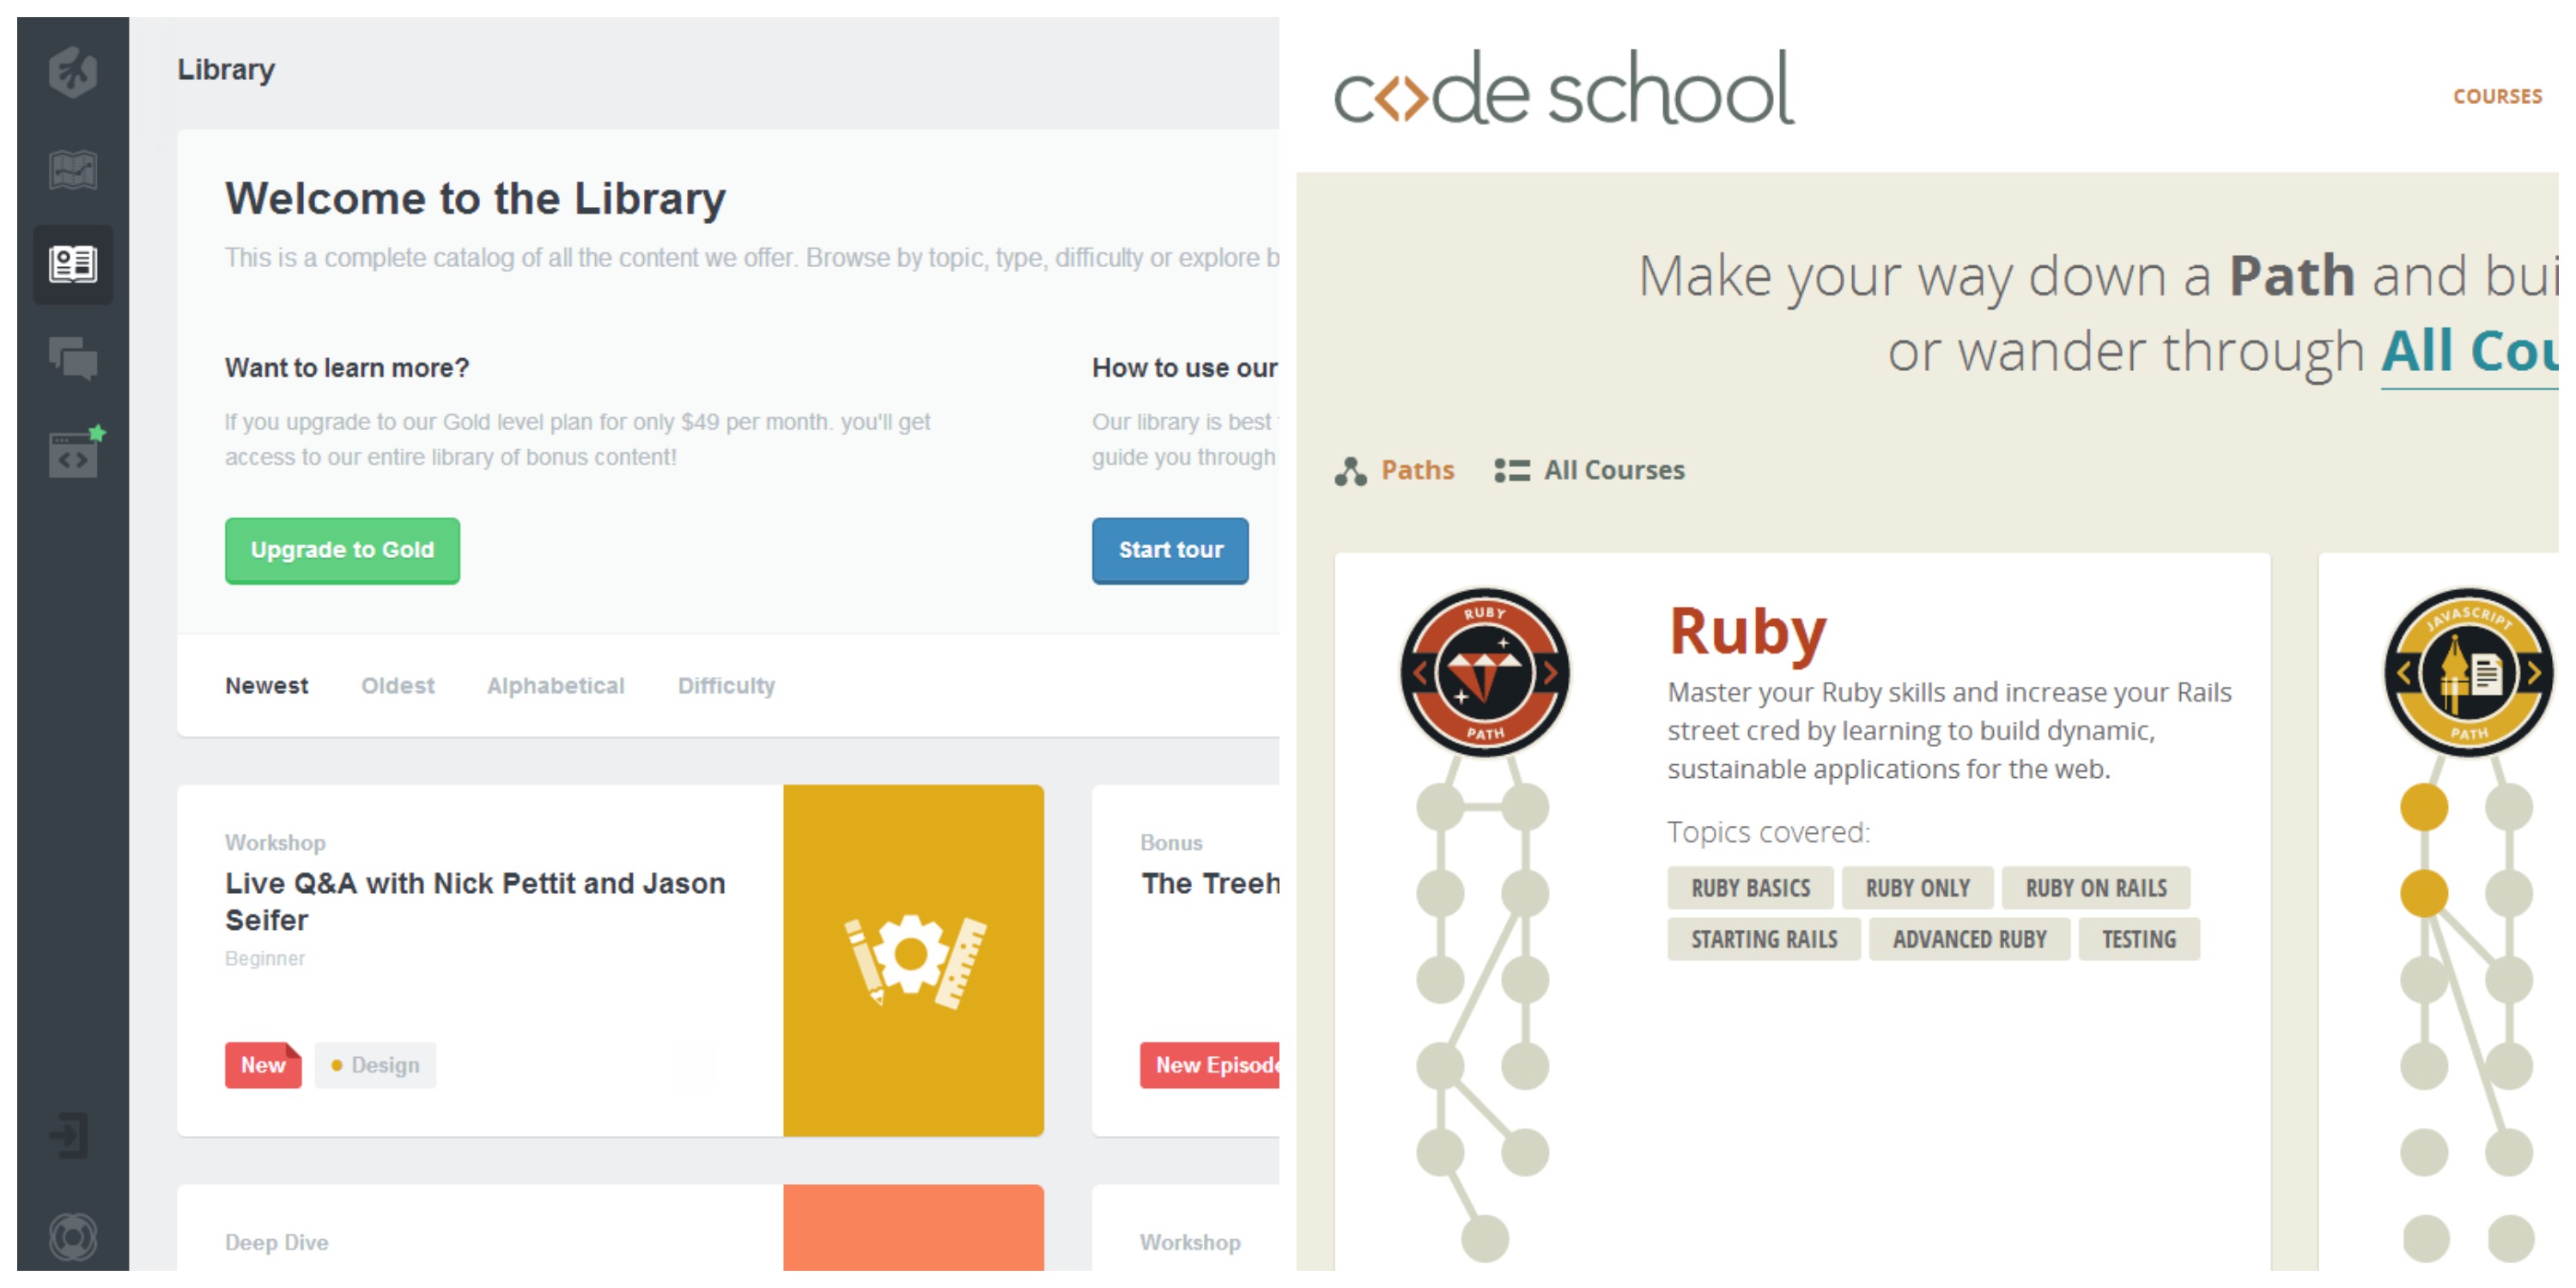 Library
Welcome to the Library
This is a complete catalog of all the content we offer. Browse by topic, type, difficulty or explore b
Want to learn more?
If you upgrade to our Gold level plan for only $49 per month. you'll get
access to our entire library of bonus content!
Upgrade to Gold
How to use our
Our library is best
guide you through
Start tour
Newest Oldest Alphabetical Difficulty
Workshop
Live Q&A with Nick Pettit and Jason
Seifer
Beginner
New Design
Bonus
The Treeh
New Episode
Deep Dive
Workshop
code school
COURSES
Make your way down a Path and bui
or wander through All Cou
Paths All Courses
RUBY
PATH
Ruby
Master your Ruby skills and increase your Rails
street cred by learning to build dynamic,
sustainable applications for the web.
Topics covered:
RUBY BASICS RUBY ONLY RUBY ON RAILS
STARTING RAILS ADVANCED RUBY TESTING
JAVASCRIPT
PATH